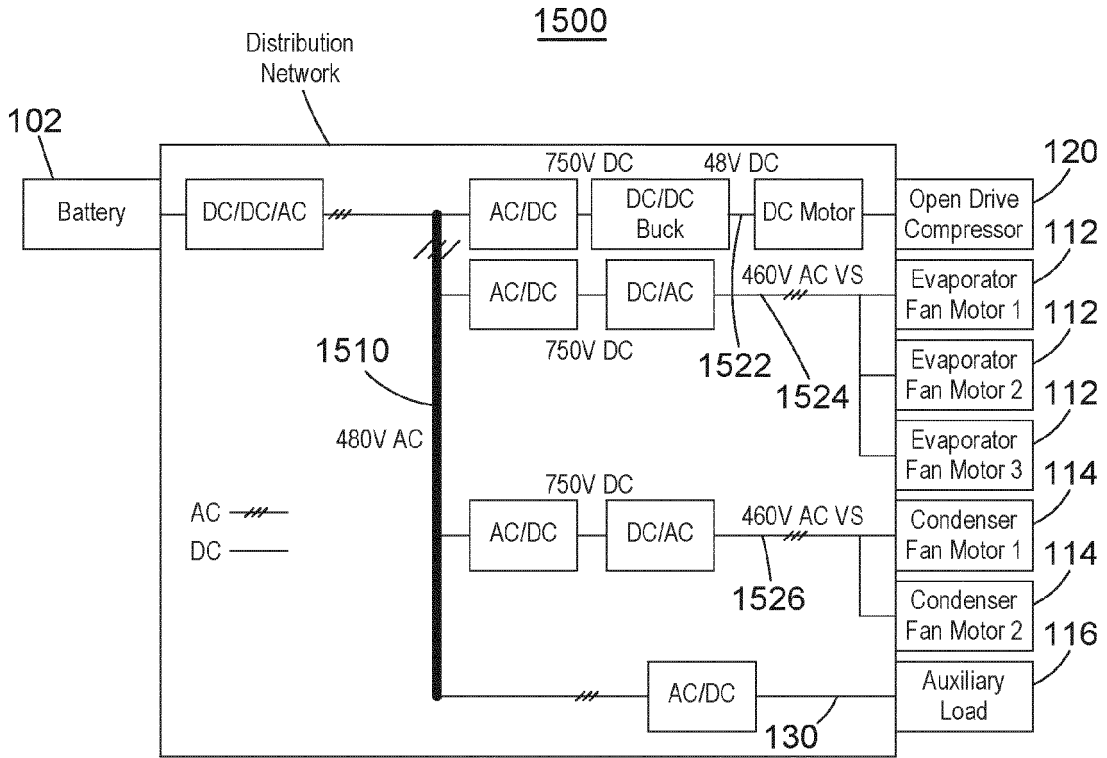 1500
Distribution
Network
102
750V DC
48V DC
120
Battery
DC/DC/AC
AC/DC
DC/DC
Buck
DC Motor
Open Drive
Compressor
112
460V AC VS
AC/DC
DC/AC
Evaporator
Fan Motor 1
750V DC
1510
1522
1524
112
Evaporator
Fan Motor 2
112
480V AC
Evaporator
Fan Motor 3
750V DC
114
AC
DC
AC/DC
DC/AC
460V AC VS
1526
Condenser
Fan Motor 1
114
Condenser
Fan Motor 2
116
AC/DC
130
Auxiliary
Load